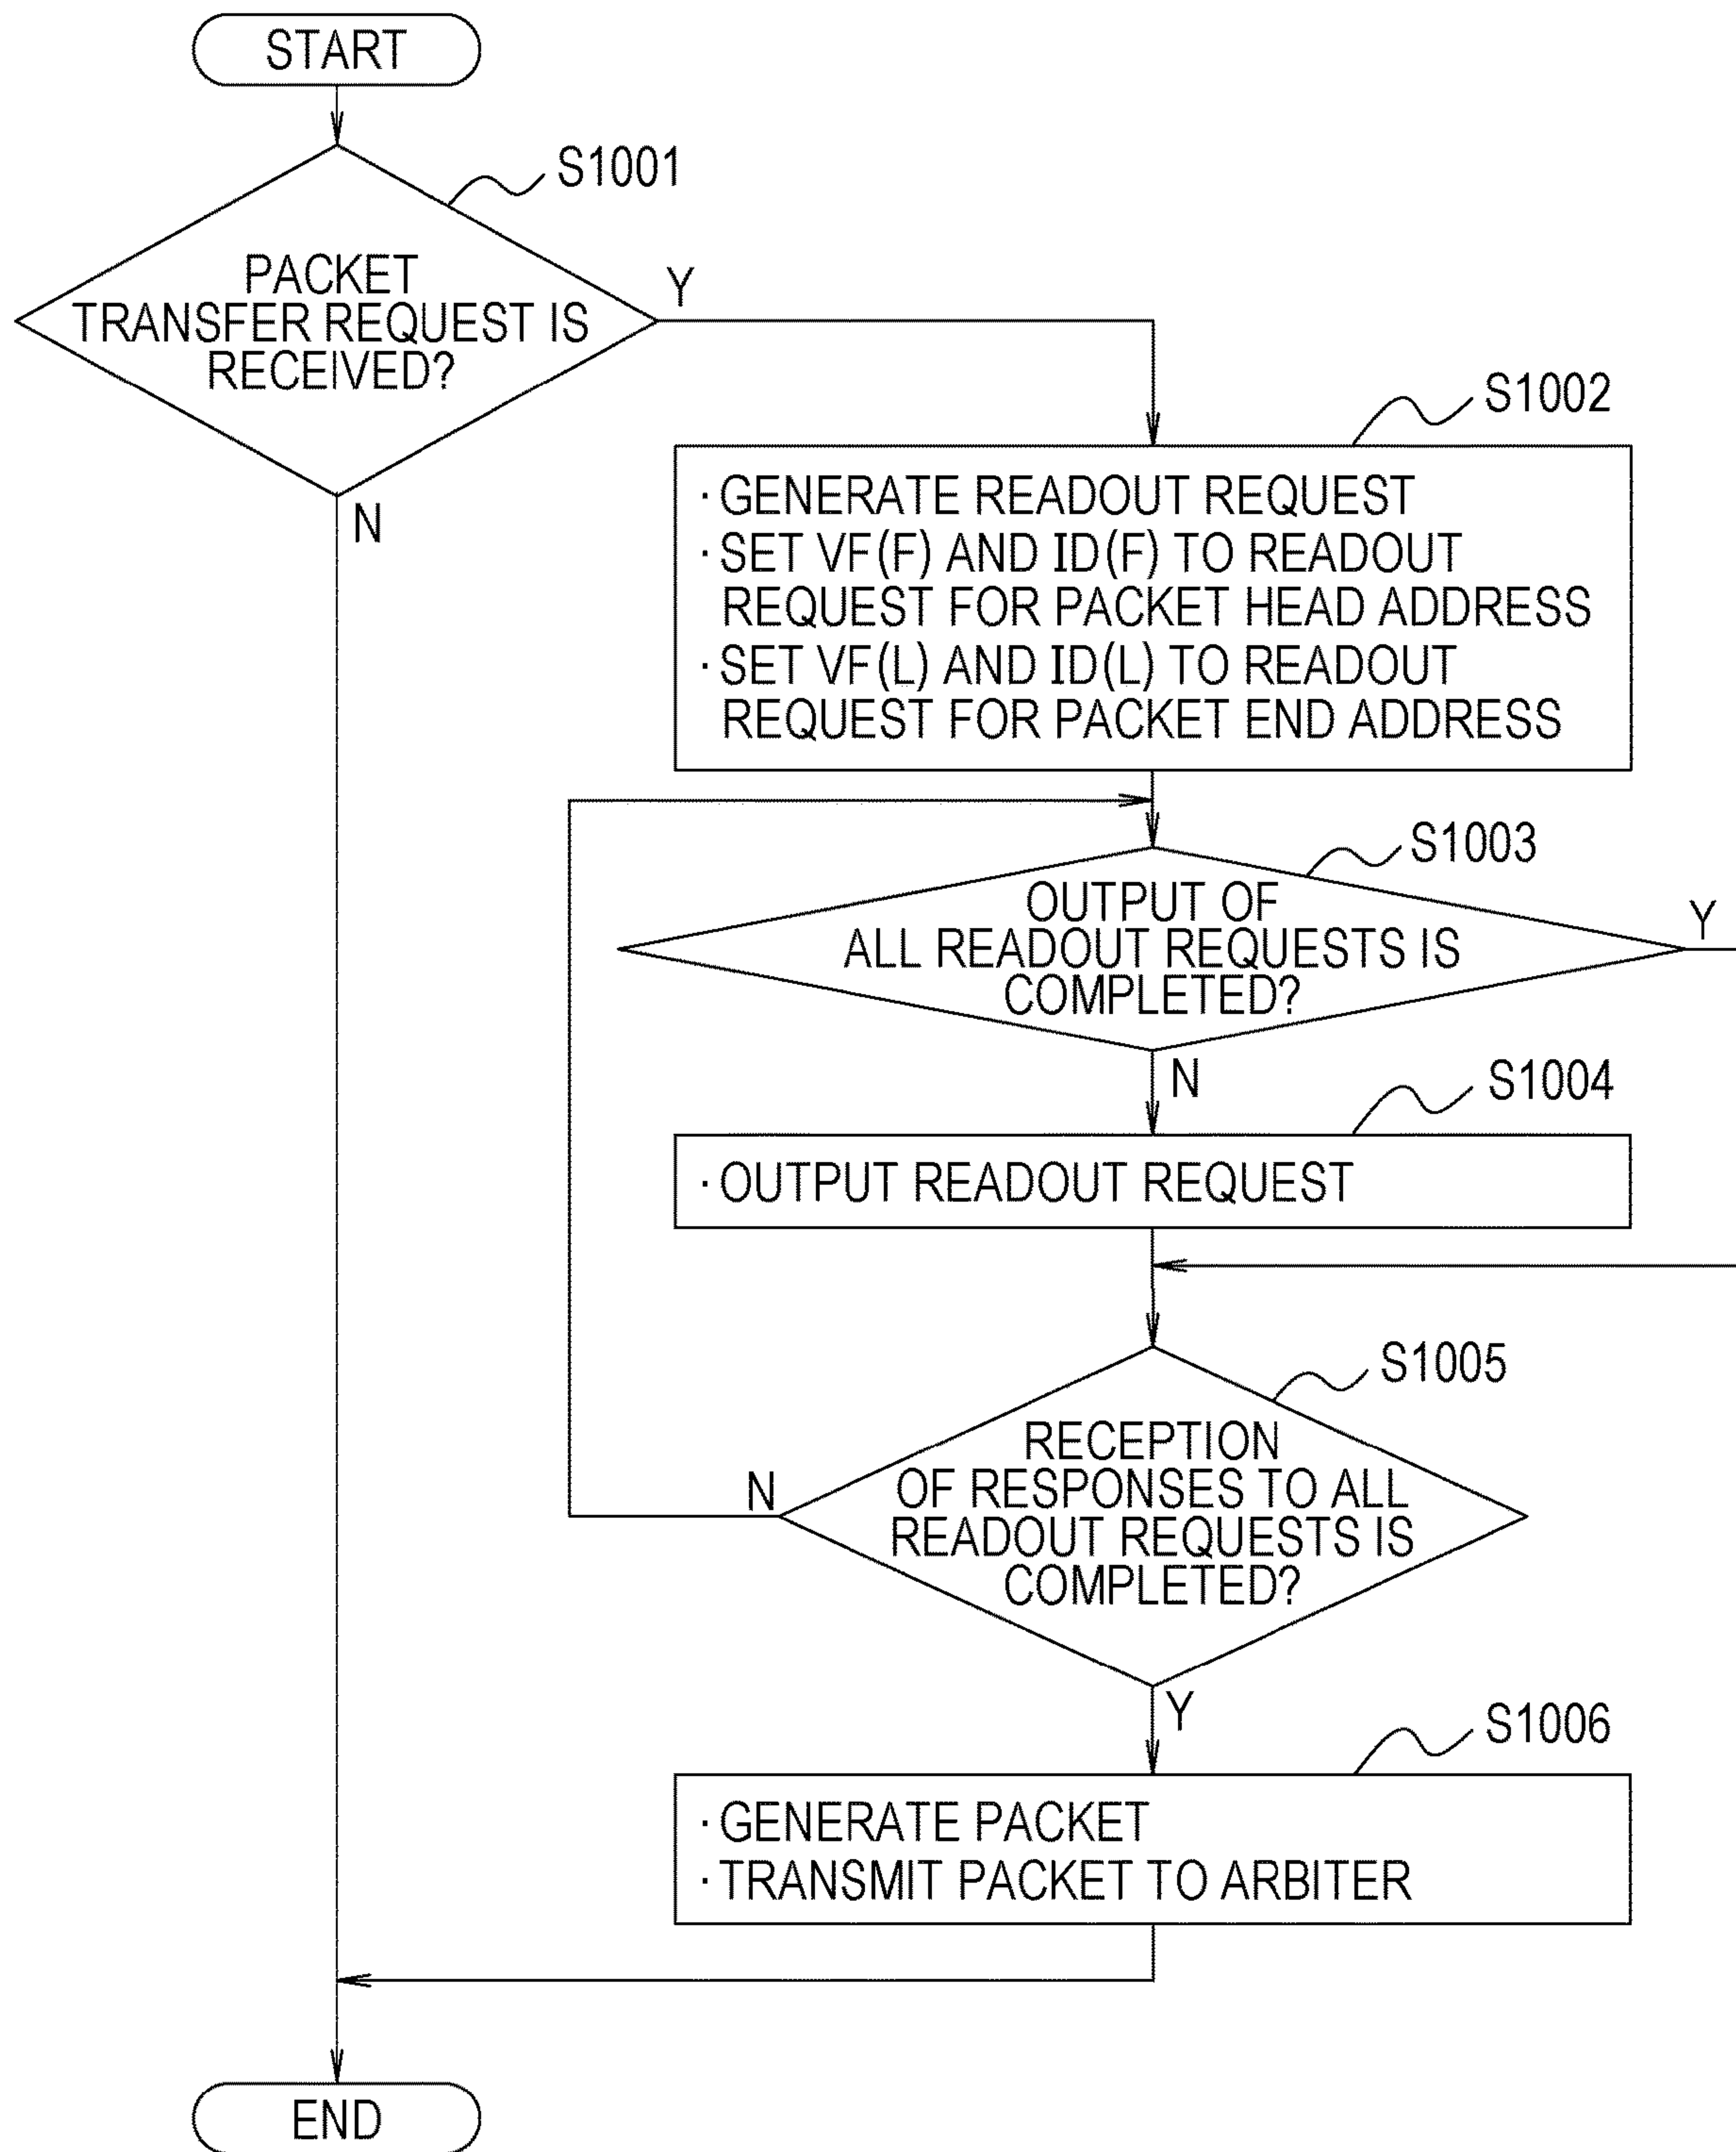 START
S1001
PACKET
TRANSFER REQUEST IS
RECEIVED?
Y
N
S1002
· GENERATE READOUT REQUEST
· SET VF(F) AND ID(F) TO READOUT
REQUEST FOR PACKET HEAD ADDRESS
· SET VF(L) AND ID(L) TO READOUT
REQUEST FOR PACKET END ADDRESS
S1003
OUTPUT OF
ALL READOUT REQUESTS IS
COMPLETED?
Y
N
S1004
· OUTPUT READOUT REQUEST
S1005
RECEPTION
OF RESPONSES TO ALL
READOUT REQUESTS IS
COMPLETED?
N
Y
S1006
· GENERATE PACKET
· TRANSMIT PACKET TO ARBITER
END